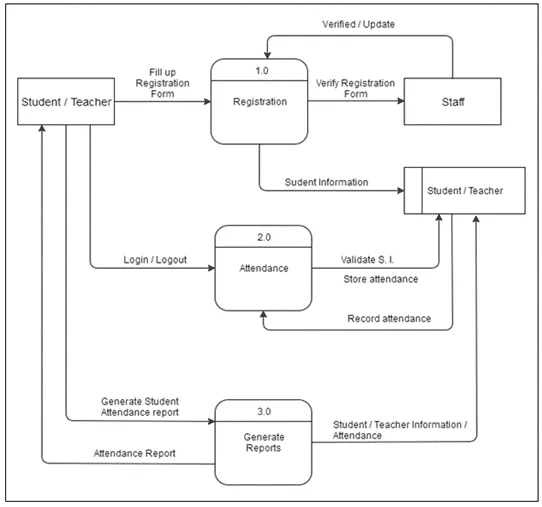 Verified / Update
1.0
Fill up
Registration
Form
Student / Teacher
Registration
Verify Registration
Form
Staff
Sudent Information
Student / Teacher
2.0
Login / Logout
Attendance
Validate S. I.
Store attendance
Record attendance
Generate Student
Attendance report
3.0
Generate
Reports
Student / Teacher Information /
Attendance
Attendance Report